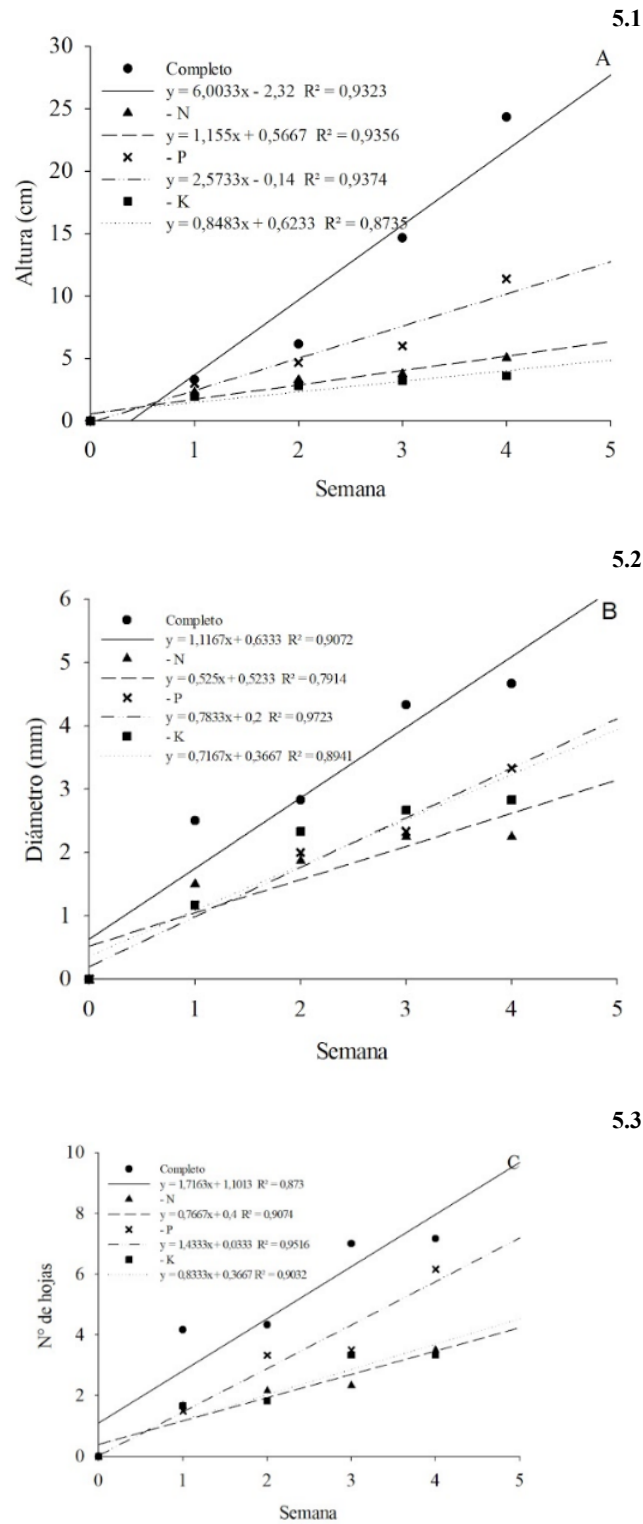 5.1
A
30
25
20
15
10
5
0
Altura (cm)
Completo
y = 6,0033x - 2,32 R² = 0,9323
- N
y = 1,155x + 0,5667 R² = 0,9356
- P
y = 2,5733x - 0,14 R² = 0,9374
- K
y = 0,8483x + 0,6233 R² = 0,8735
0 1 2 3 4 5
Semana
5.2
B
6
5
4
3
2
1
0
Diámetro (mm)
Completo
y = 1,1167x + 0,6333 R² = 0,9072
- N
y = 0,525x + 0,5233 R² = 0,7914
- P
y = 0,7833x + 0,2 R² = 0,9723
- K
y = 0,7167x + 0,3667 R² = 0,8941
0 1 2 3 4 5
Semana
5.3
C
10
8
6
4
2
0
N° de hojas
Completo
y = 1,7163x + 1,1013 R² = 0,873
- N
y = 0,7667x + 0,4 R² = 0,9074
- P
y = 1,4333x + 0,0333 R² = 0,9516
- K
y = 0,8333x + 0,3667 R² = 0,9032
0 1 2 3 4 5
Semana